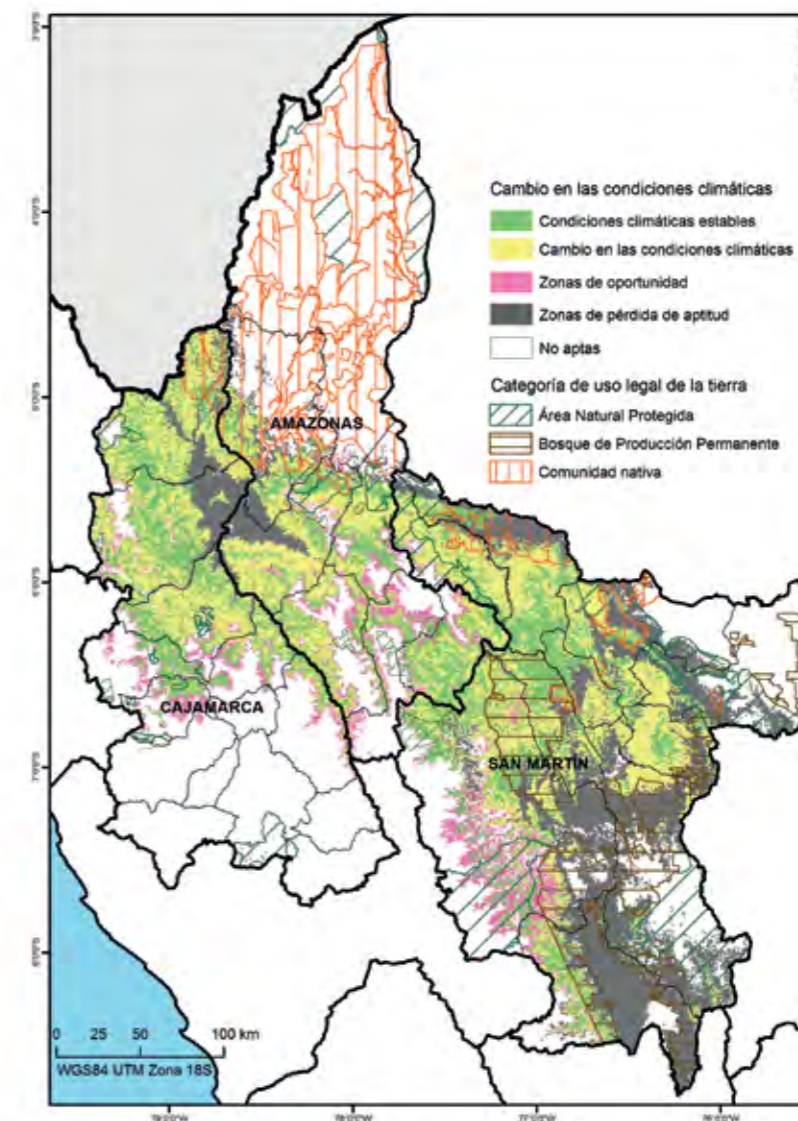 Cambio en las condiciones climáticas
Condiciones climáticas estables
Cambio en las condiciones climáticas
Zonas de oportunidad
Zonas de pérdida de aptitud
No aptas
Categoría de uso legal de la tierra
Área Natural Protegida
Bosque de Producción Permanente
Comunidad nativa
AMAZONAS
CAJAMARCA
SAN MARTÍN
0 25 50 100 km
WGS84 UTM Zona 18S